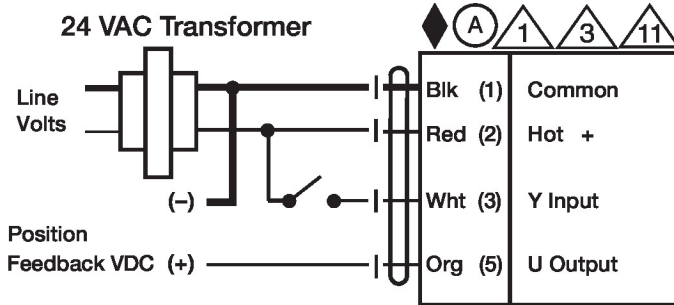 24 VAC Transformer
A 1 3 11
Line
Volts
Blk (1) Common
Red (2) Hot +
(–) Wht (3) Y Input
Position
Feedback VDC (+) Org (5) U Output